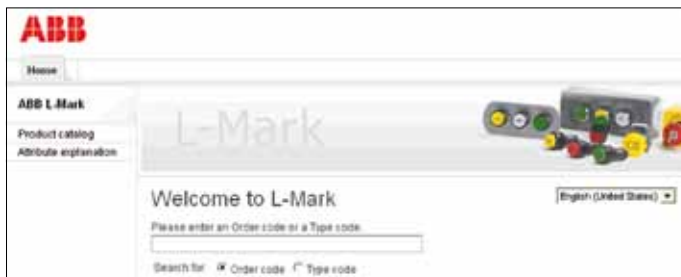 ABB
Home
ABB L-Mark
Product catalog
Attribute explanation
L-Mark
Welcome to L-Mark
English (United States)
Please enter an Order code or a Type code.
Search for Order code Type code